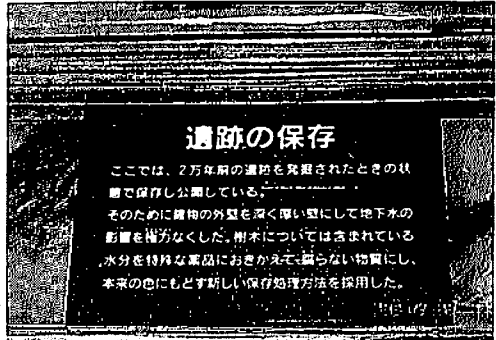 遺跡の保存
ここでは、2万年前の遺跡を発掘されたときの状
態で保存し公開している。
そのために建物の外壁を深く厚い壁にして地下水の
影響を極力なくした。樹木については含まれている
水分を特殊な薬品におきかえて、腐らない物質にし、
本来の色にもどす新しい保存処理方法を採用した。